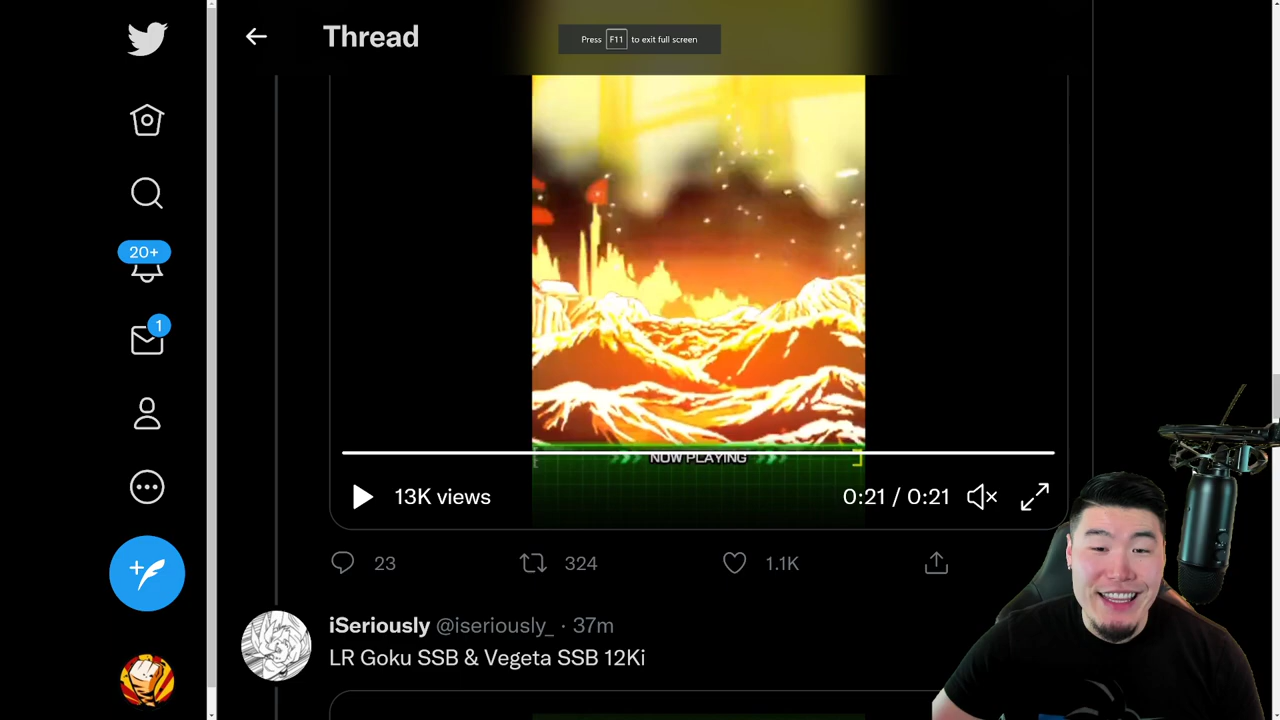 Thread
Press F11 to exit full screen
20+
1
NOW PLAYING
13K views
0:21 / 0:21
23
324
1.1K
iSeriously @iseriously_ · 37m
LR Goku SSB & Vegeta SSB 12Ki